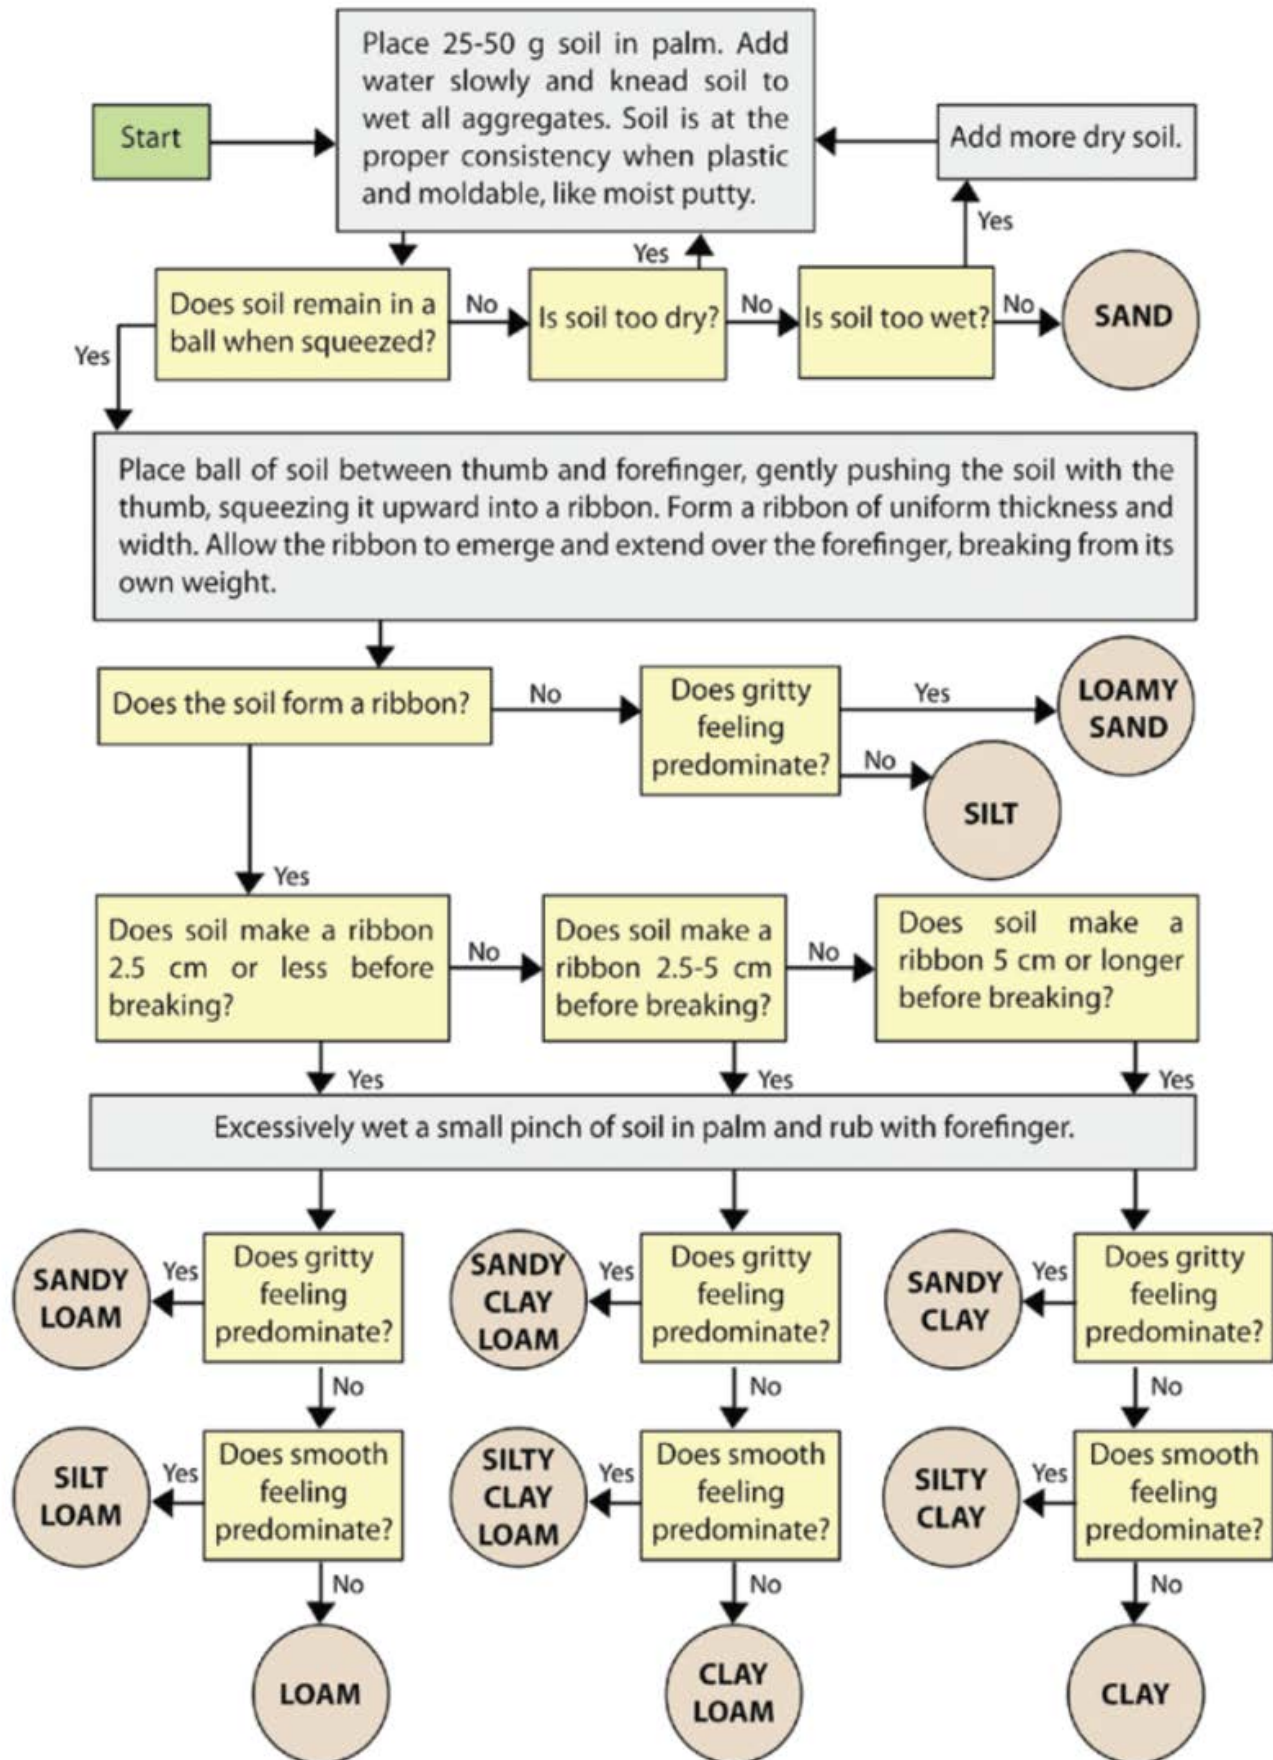 Place 25-50 g soil in palm. Add
water slowly and knead soil to
wet all aggregates. Soil is at the
proper consistency when plastic
and moldable, like moist putty.
Start
Add more dry soil.
Yes
Yes
Does soil remain in a
ball when squeezed?
No
Is soil too dry?
No
Is soil too wet?
No
SAND
Yes
Place ball of soil between thumb and forefinger, gently pushing the soil with the
thumb, squeezing it upward into a ribbon. Form a ribbon of uniform thickness and
width. Allow the ribbon to emerge and extend over the forefinger, breaking from its
own weight.
Does the soil form a ribbon?
No
Does gritty
feeling
predominate?
Yes
LOAMY
SAND
No
SILT
Yes
Does soil make a ribbon
2.5 cm or less before
breaking?
No
Does soil make a
ribbon 2.5-5 cm
before breaking?
No
Does soil make a
ribbon 5 cm or longer
before breaking?
Yes
Yes
Yes
Excessively wet a small pinch of soil in palm and rub with forefinger.
SANDY
LOAM
Yes
Does gritty
feeling
predominate?
SANDY
CLAY
LOAM
Yes
Does gritty
feeling
predominate?
SANDY
CLAY
Yes
Does gritty
feeling
predominate?
No
No
No
SILT
LOAM
Yes
Does smooth
feeling
predominate?
SILTY
CLAY
LOAM
Yes
Does smooth
feeling
predominate?
SILTY
CLAY
Yes
Does smooth
feeling
predominate?
No
No
No
LOAM
CLAY
LOAM
CLAY